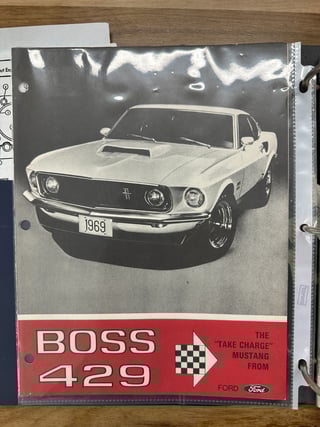 1969
BOSS
429
THE
"TAKE CHARGE"
MUSTANG
FROM
FORD Ford